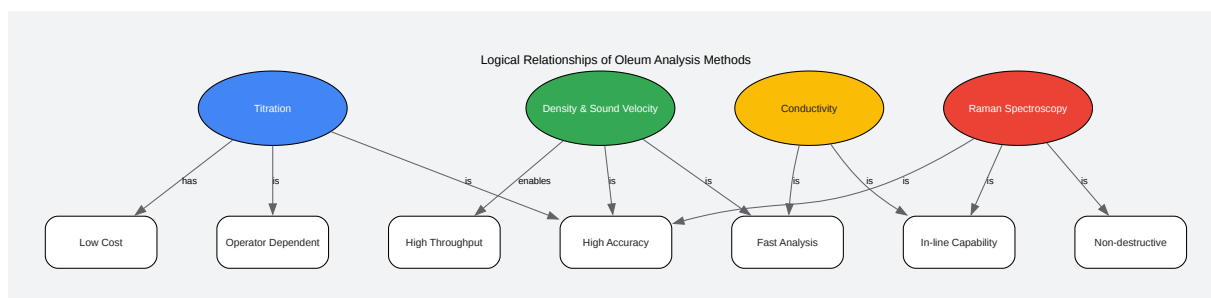 Logical Relationships of Oleum Analysis Methods
Titration
Density & Sound Velocity
Conductivity
Raman Spectroscopy
has
is
is
enables
is
is
is
is
is
is
is
Low Cost
Operator Dependent
High Throughput
High Accuracy
Fast Analysis
In-line Capability
Non-destructive